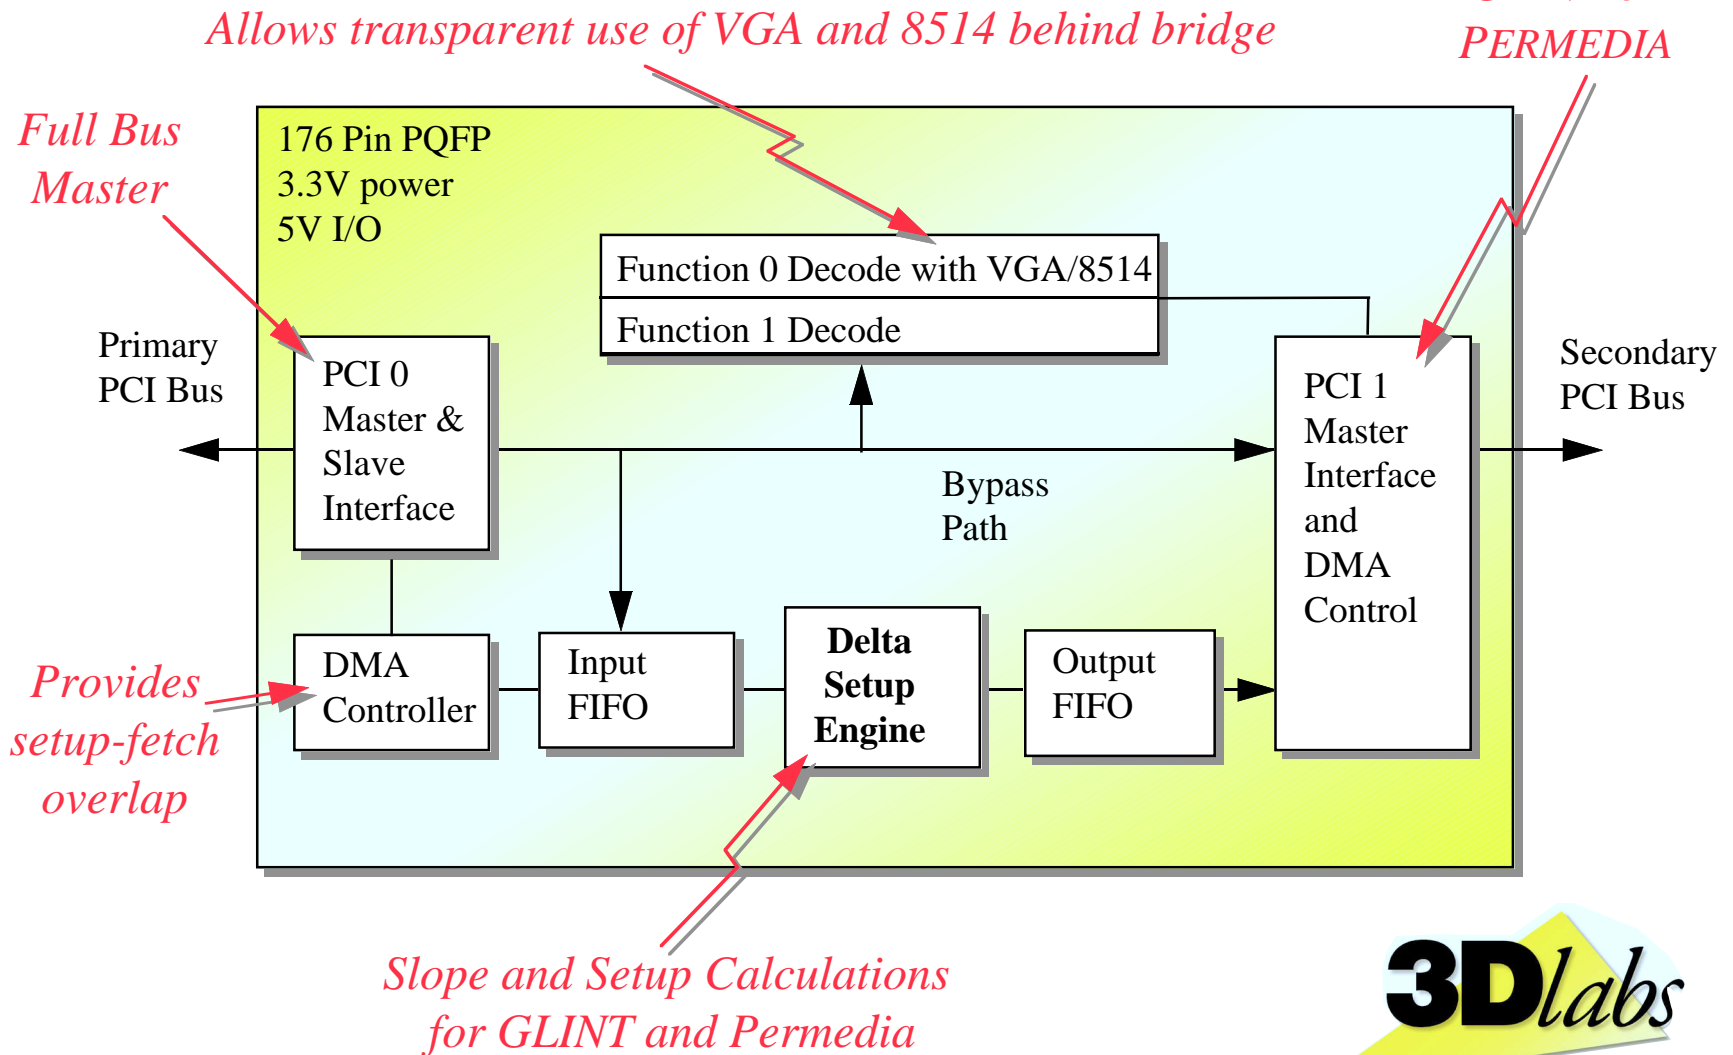 Allows transparent use of VGA and 8514 behind bridge
PERMEDIA
Full Bus
Master
176 Pin PQFP
3.3V power
5V I/O
Function 0 Decode with VGA/8514
Function 1 Decode
Primary
PCI Bus
PCI 0
Master &
Slave
Interface
Bypass
Path
PCI 1
Master
Interface
and
DMA
Control
Secondary
PCI Bus
Provides
setup-fetch
overlap
DMA
Controller
Input
FIFO
Delta
Setup
Engine
Output
FIFO
Slope and Setup Calculations
for GLINT and Permedia
3Dlabs